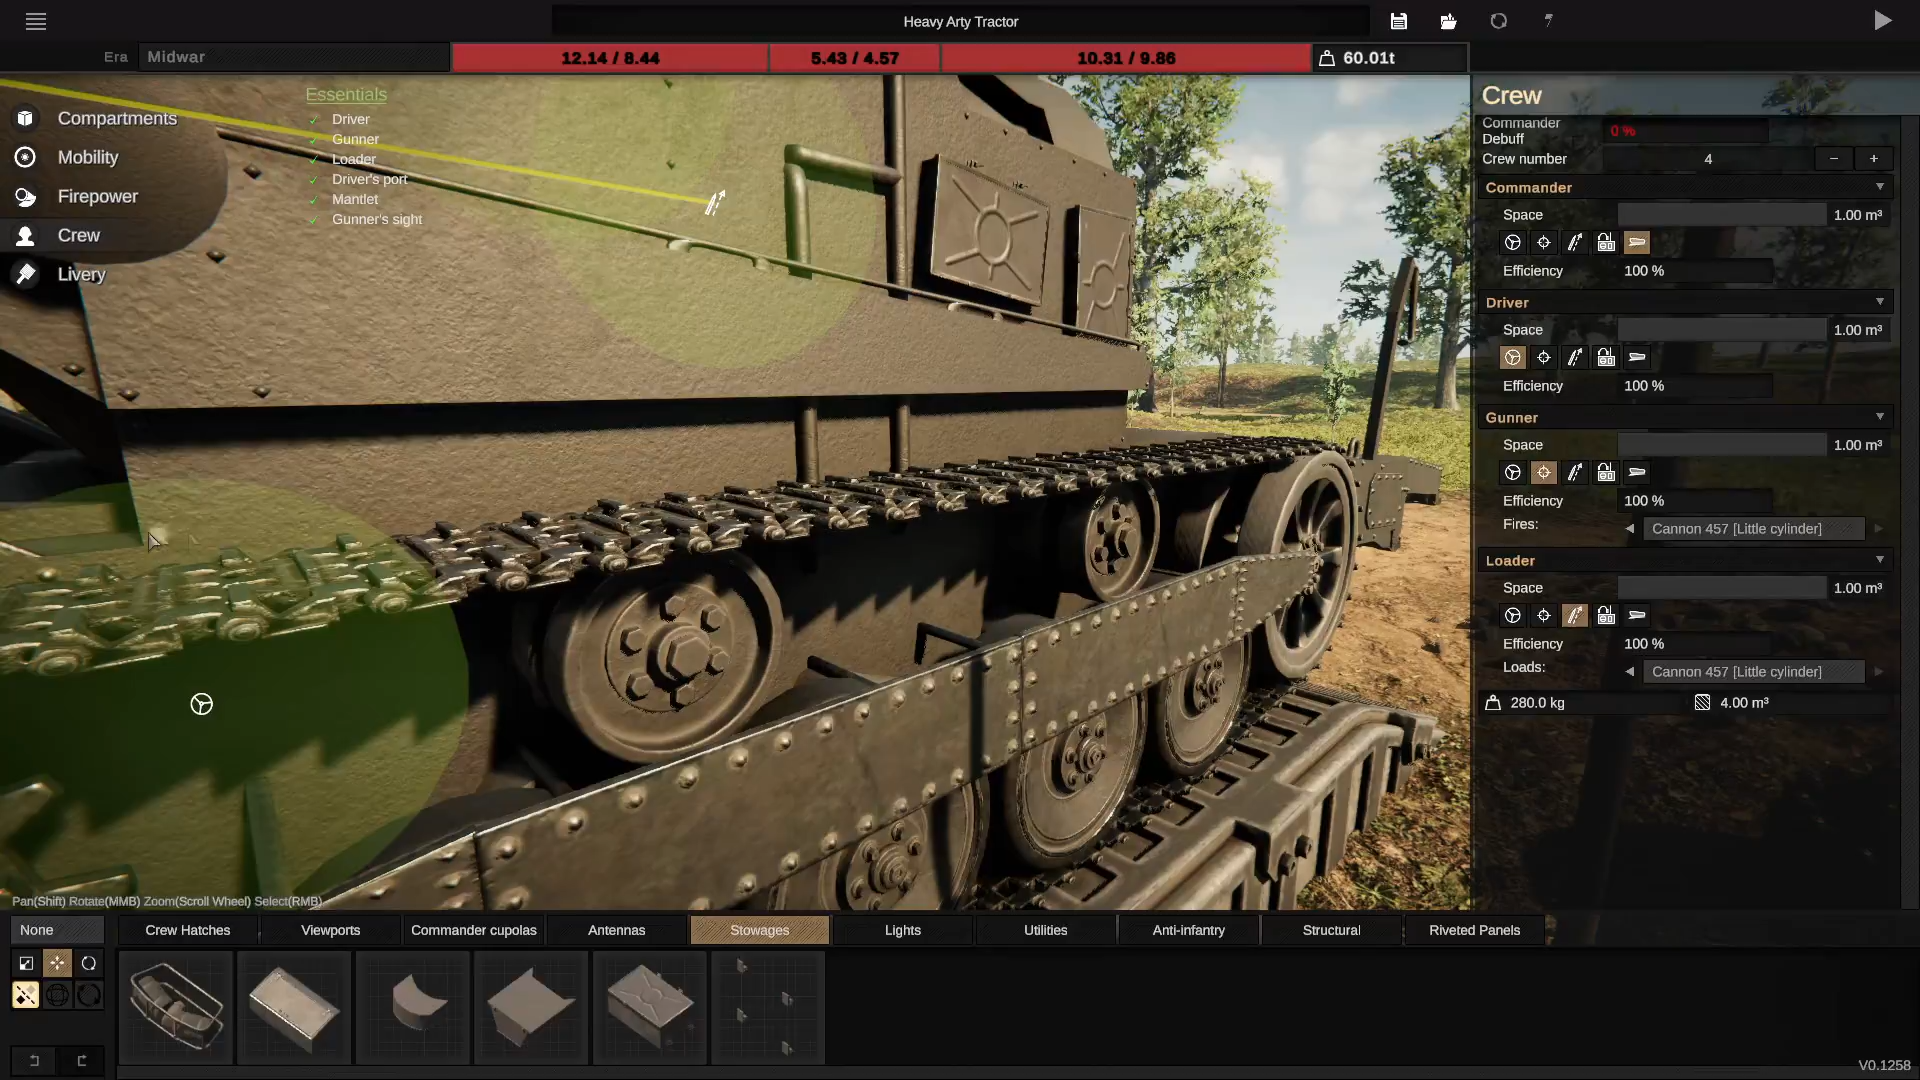 Heavy Arty Tractor
Era Midwar 12.14 / 8.44 5.43 / 4.57 10.31 / 9.86 60.01t
Compartments
Mobility
Firepower
Crew
Livery
Essentials
Driver
Gunner
Loader
Driver's port
Mantlet
Gunner's sight
Crew
Commander Debuff 0 %
Crew number 4 − +
Commander
Space 1.00 m³
Efficiency 100 %
Driver
Space 1.00 m³
Efficiency 100 %
Gunner
Space 1.00 m³
Efficiency 100 %
Fires: Cannon 457 [Little cylinder]
Loader
Space 1.00 m³
Efficiency 100 %
Loads: Cannon 457 [Little cylinder]
280.0 kg 4.00 m³
Pan(Shift) Rotate(MMB) Zoom(Scroll Wheel) Select(RMB)
None Crew Hatches Viewports Commander cupolas Antennas Stowages Lights Utilities Anti-infantry Structural Riveted Panels
V0.1258